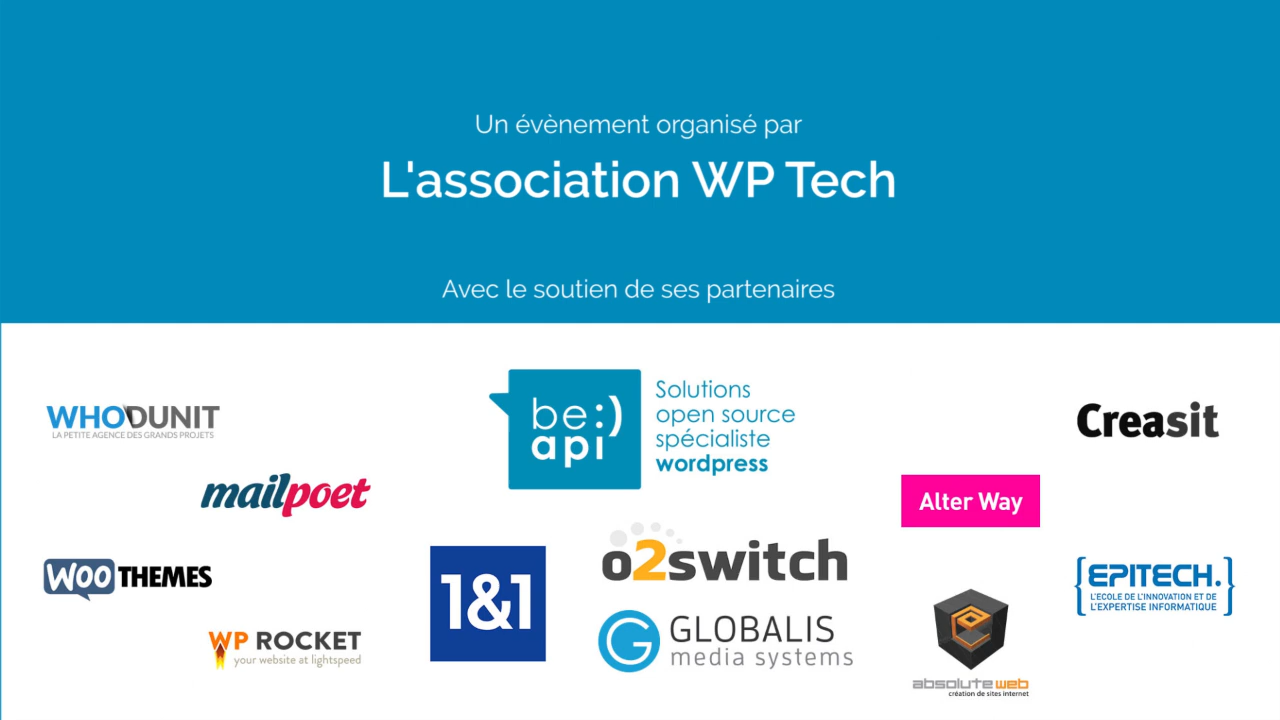 Un évènement organisé par
L'association WP Tech
Avec le soutien de ses partenaires
WHODUNIT
LA PETITE AGENCE DES GRANDS PROJETS
mailpoet
WOOTHEMES
WP ROCKET
your website at lightspeed
be:)
api
Solutions
open source
spécialiste
wordpress
1&1
o2switch
G GLOBALIS
media systems
Creasit
Alter Way
{EPITECH.}
L'ECOLE DE L'INNOVATION ET DE
L'EXPERTISE INFORMATIQUE
absolute web
création de sites internet